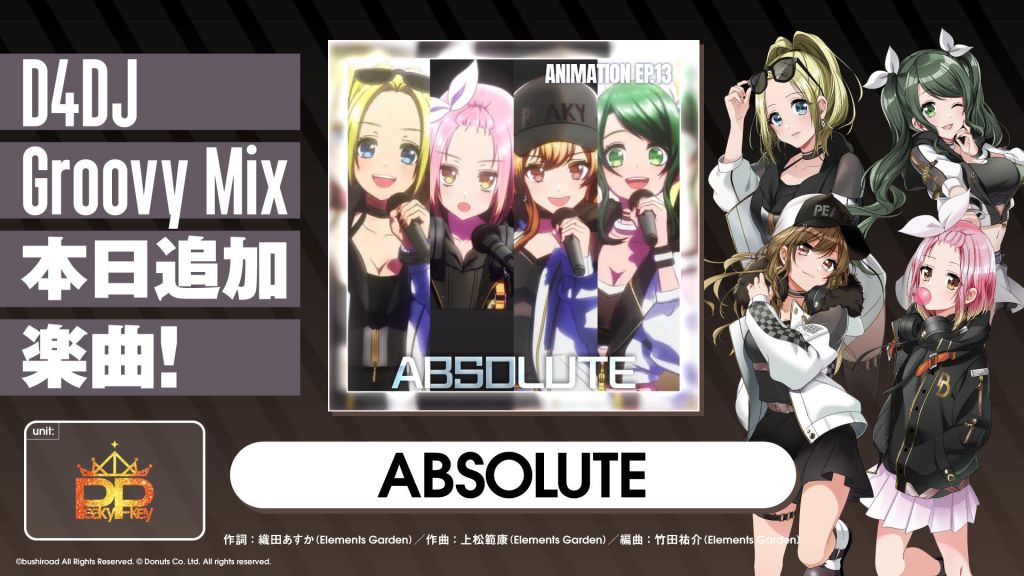 D4DJ
Groovy Mix
本日追加
楽曲!
ANIMATION EP.13
PEAKY
ABSOLUTE
PEAKY
B
unit:
Peaky P-key
ABSOLUTE
作詞：織田あすか(Elements Garden)／作曲：上松範康(Elements Garden)／編曲：竹田祐介(Elements Garden)
©bushiroad All Rights Reserved. © Donuts Co. Ltd. All rights reserved.